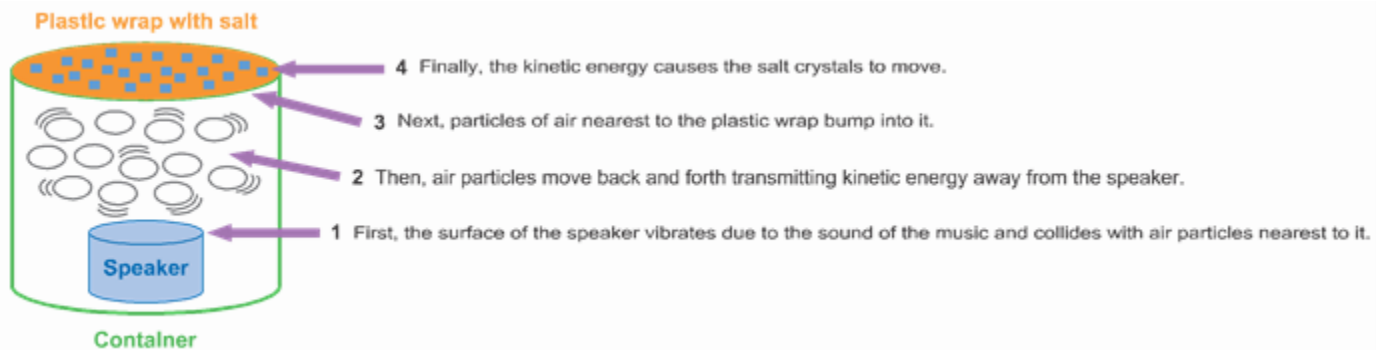 Plastic wrap with salt
4 Finally, the kinetic energy causes the salt crystals to move.
3 Next, particles of air nearest to the plastic wrap bump into it.
2 Then, air particles move back and forth transmitting kinetic energy away from the speaker.
1 First, the surface of the speaker vibrates due to the sound of the music and collides with air particles nearest to it.
Speaker
Container